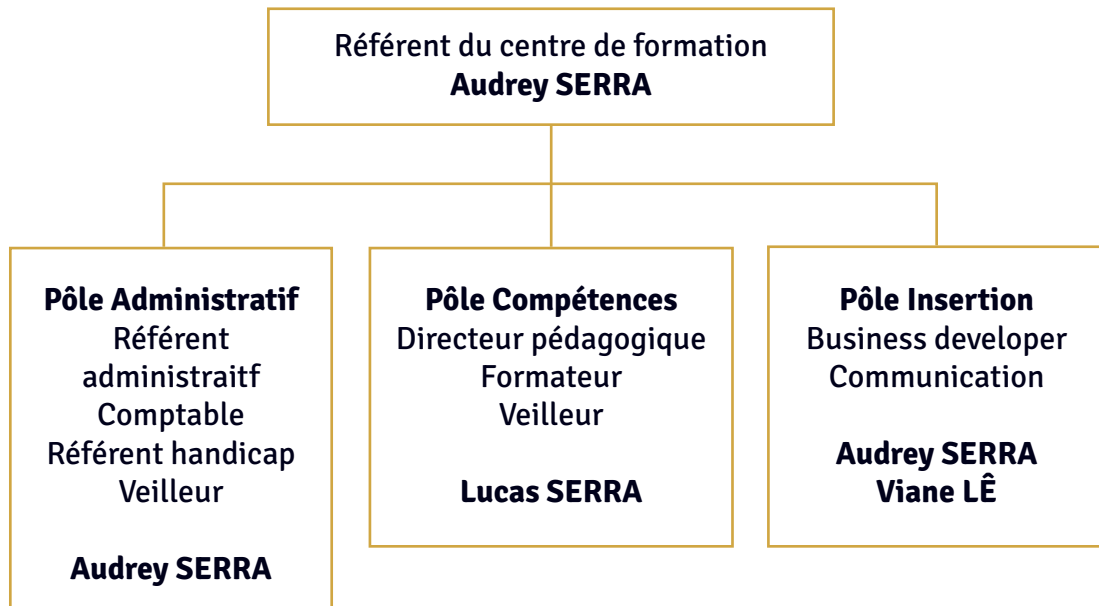 Référent du centre de formation
Audrey SERRA
Pôle Administratif
Référent
administraitf
Comptable
Référent handicap
Veilleur
Audrey SERRA
Pôle Compétences
Directeur pédagogique
Formateur
Veilleur
Lucas SERRA
Pôle Insertion
Business developer
Communication
Audrey SERRA
Viane LÊ